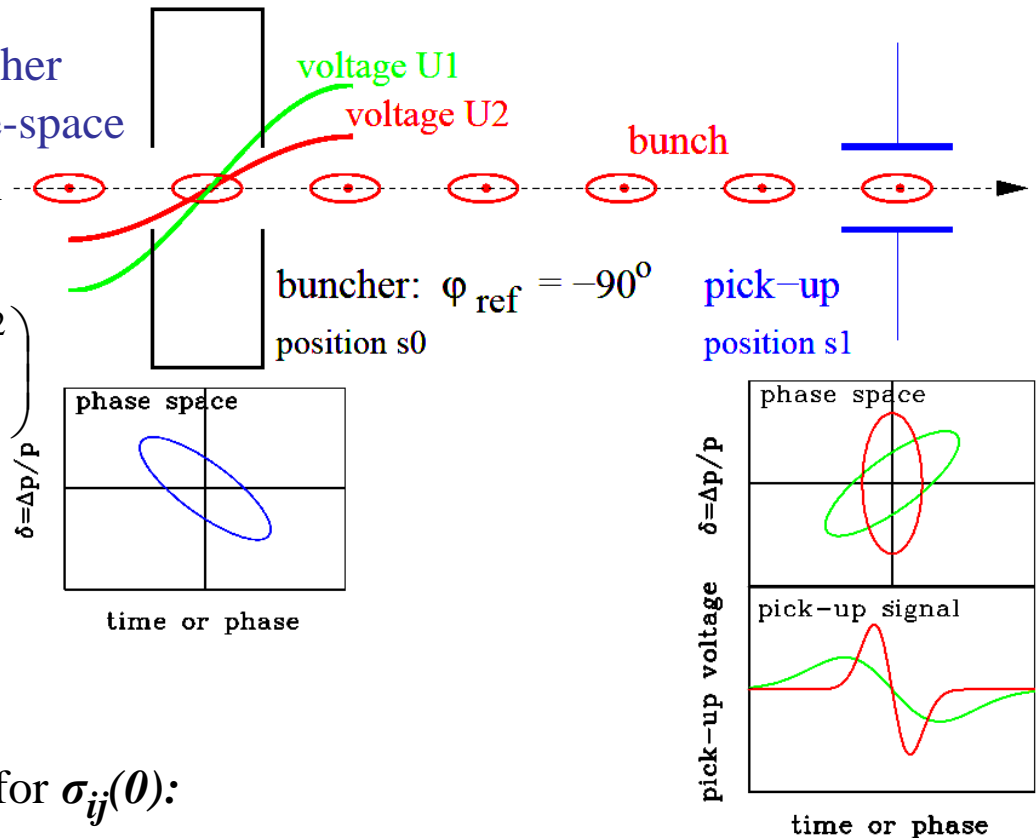 voltage U1
her
voltage U2
-space
bunch
buncher: φ ref = −90°
pick−up
position s0
position s1
2
phase space
δ=Δp/p
time or phase
phase space
δ=Δp/p
pick−up signal
pick−up voltage
time or phase
for σij(0):